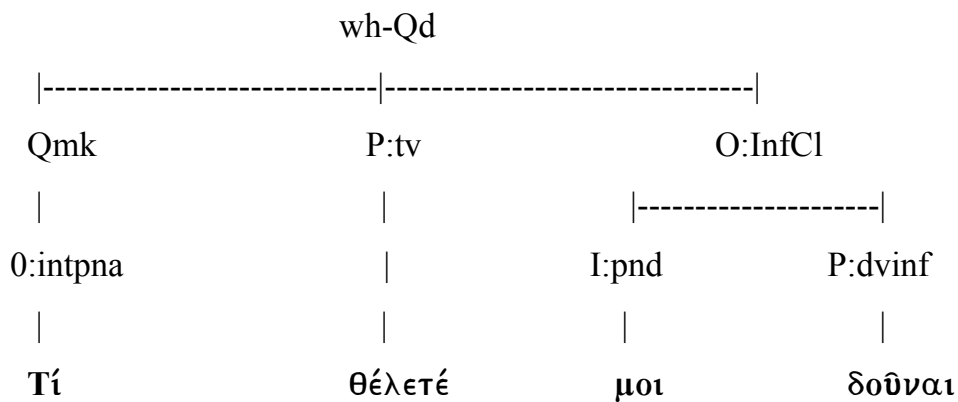 wh-Qd
|----------------------------|-------------------------------|
Qmk P:tv O:InfCl
| | |--------------------|
0:intpna | I:pnd P:dvinf
| | | |
Τί θέλετέ μοι δοῦναι